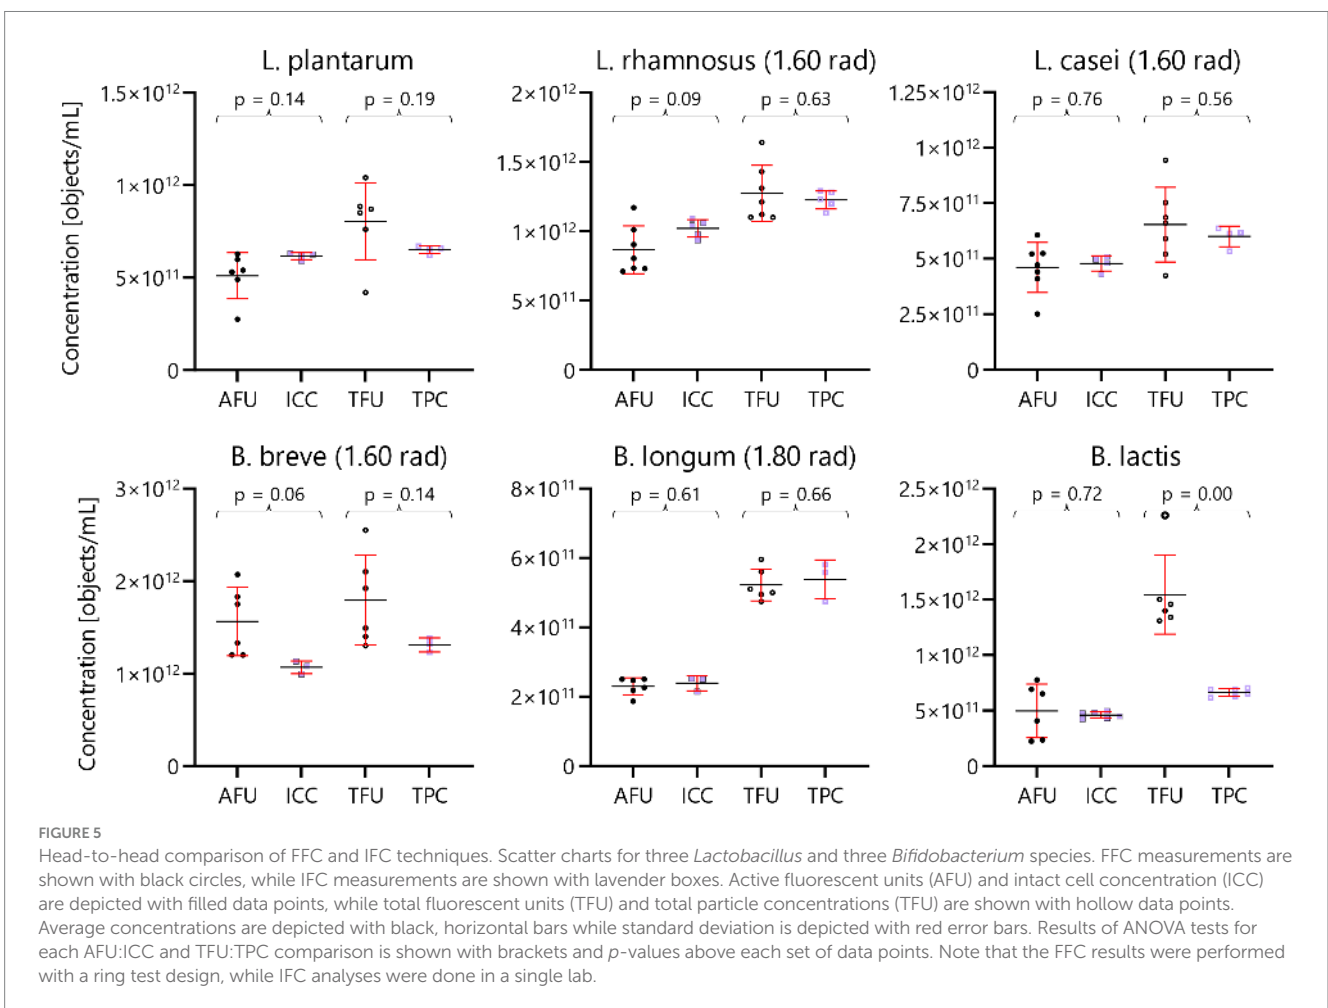 L. plantarum
L. rhamnosus (1.60 rad)
L. casei (1.60 rad)
Concentration [objects/mL]
p = 0.14
p = 0.19
1.5×10¹²
1×10¹²
5×10¹¹
0
AFU ICC TFU TPC
p = 0.09
p = 0.63
2×10¹²
1.5×10¹²
1×10¹²
5×10¹¹
0
AFU ICC TFU TPC
p = 0.76
p = 0.56
1.25×10¹²
1×10¹²
7.5×10¹¹
5×10¹¹
2.5×10¹¹
0
AFU ICC TFU TPC
B. breve (1.60 rad)
B. longum (1.80 rad)
B. lactis
Concentration [objects/mL]
p = 0.06
p = 0.14
3×10¹²
2×10¹²
1×10¹²
0
AFU ICC TFU TPC
p = 0.61
p = 0.66
8×10¹¹
6×10¹¹
4×10¹¹
2×10¹¹
0
AFU ICC TFU TPC
p = 0.72
p = 0.00
2.5×10¹²
2×10¹²
1.5×10¹²
1×10¹²
5×10¹¹
0
AFU ICC TFU TPC
FIGURE 5
Head-to-head comparison of FFC and IFC techniques. Scatter charts for three Lactobacillus and three Bifidobacterium species. FFC measurements are
shown with black circles, while IFC measurements are shown with lavender boxes. Active fluorescent units (AFU) and intact cell concentration (ICC)
are depicted with filled data points, while total fluorescent units (TFU) and total particle concentrations (TFU) are shown with hollow data points.
Average concentrations are depicted with black, horizontal bars while standard deviation is depicted with red error bars. Results of ANOVA tests for
each AFU:ICC and TFU:TPC comparison is shown with brackets and p-values above each set of data points. Note that the FFC results were performed
with a ring test design, while IFC analyses were done in a single lab.